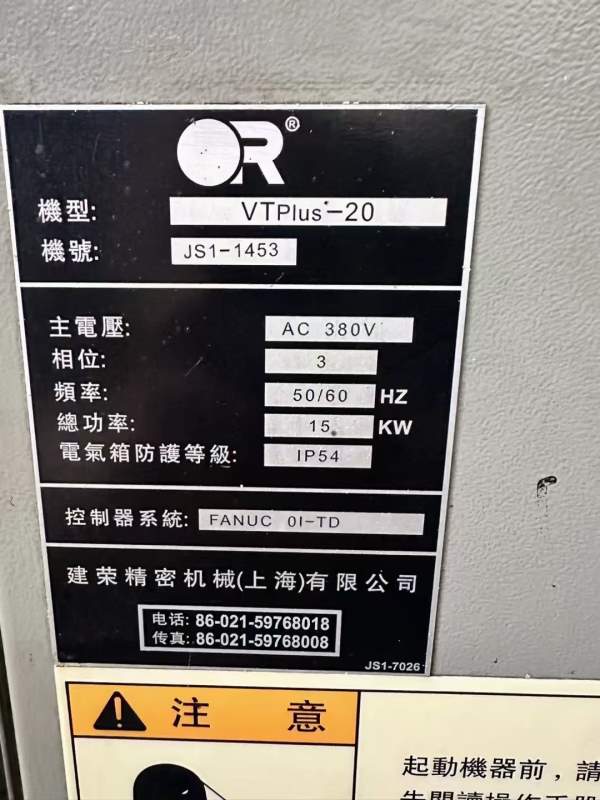 OR®
機型: VTPlus-20
機號: JS1-1453
主電壓: AC 380V
相位: 3
頻率: 50/60 HZ
總功率: 15 KW
電氣箱防護等級: IP54
控制器系統: FANUC 0I-TD
建荣精密机械(上海)有限公司
电话: 86-021-59768018
传真: 86-021-59768008
JS1-7026
注意
起動機器前,請